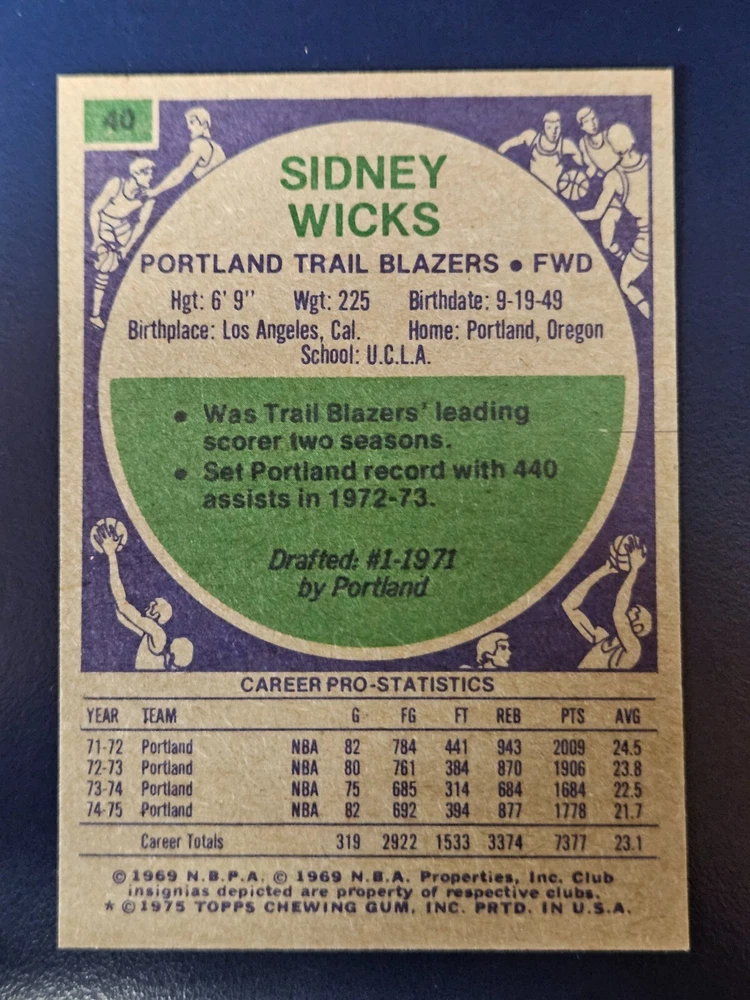 40
SIDNEY
WICKS
PORTLAND TRAIL BLAZERS • FWD
Hgt: 6' 9" Wgt: 225 Birthdate: 9-19-49
Birthplace: Los Angeles, Cal. Home: Portland, Oregon
School: U.C.L.A.
• Was Trail Blazers' leading
scorer two seasons.
• Set Portland record with 440
assists in 1972-73.
Drafted: #1-1971
by Portland
CAREER PRO-STATISTICS
YEAR TEAM G FG FT REB PTS AVG
71-72 Portland NBA 82 784 441 943 2009 24.5
72-73 Portland NBA 80 761 384 870 1906 23.8
73-74 Portland NBA 75 685 314 684 1684 22.5
74-75 Portland NBA 82 692 394 877 1778 21.7
Career Totals 319 2922 1533 3374 7377 23.1
© 1969 N.B.P.A. © 1969 N.B.A. Properties, Inc. Club
insignias depicted are property of respective clubs.
* © 1975 TOPPS CHEWING GUM, INC. PRTD. IN U.S.A.